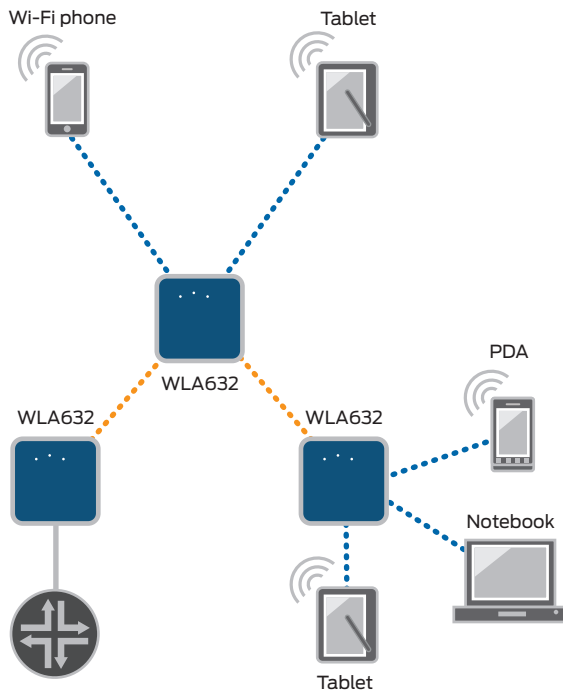 Wi-Fi phone
Tablet
WLA632
PDA
WLA632
WLA632
Notebook
Tablet